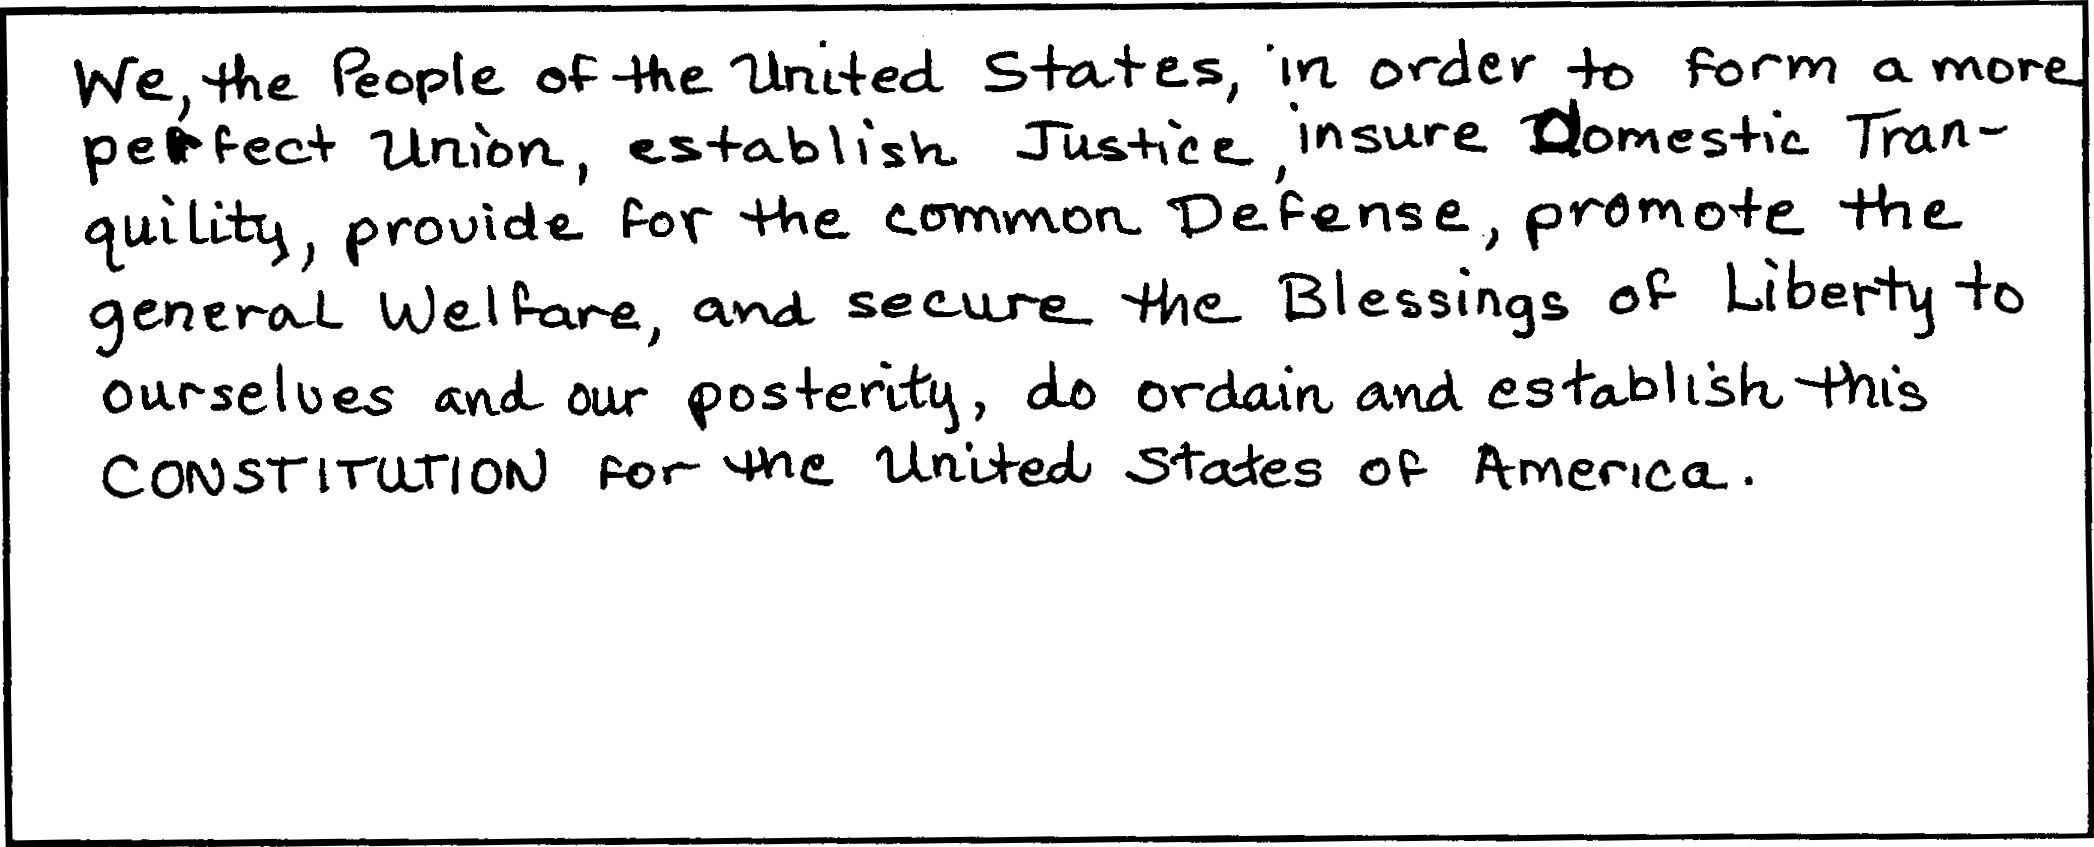 We, the People of the United States, in order to form a more
perfect Union, establish Justice, insure Domestic Tran-
quility, provide for the common Defense, promote the
general Welfare, and secure the Blessings of Liberty to
ourselves and our posterity, do ordain and establish this
CONSTITUTION for the United States of America.